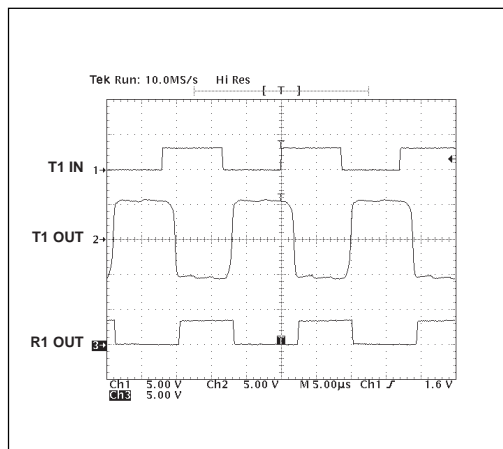 Tek Run: 10.0MS/s Hi Res
[ T ]
T
T1 IN 1
T
T1 OUT 2
R1 OUT 3 T
Ch1 5.00 V Ch2 5.00 V M 5.00µs Ch1 ƒ 1.6 V
Ch3 5.00 V